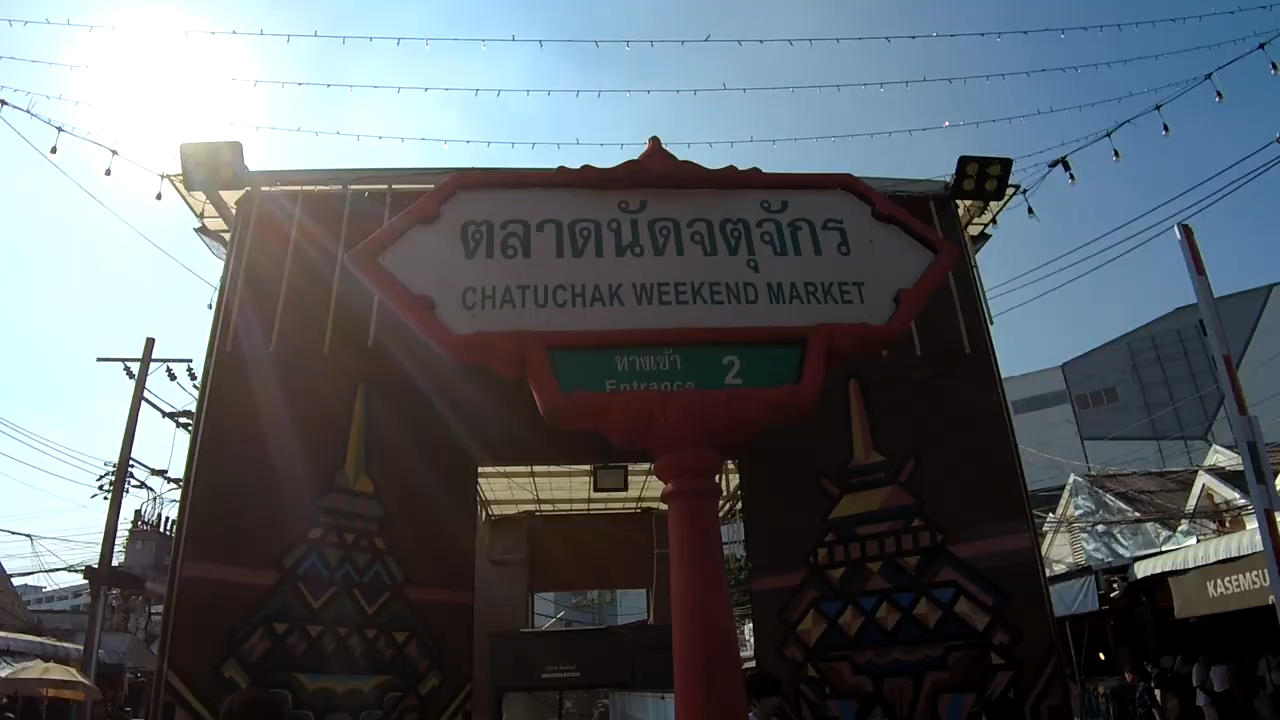 ตลาดนัดจตุจักร
CHATUCHAK WEEKEND MARKET
ทางเข้า
Entrance 2
INFORMATION
KASEMSU